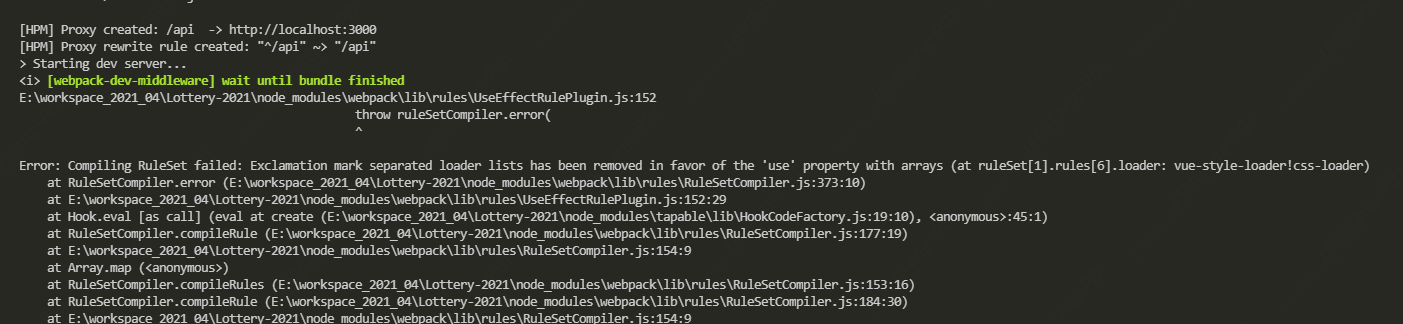 [HPM] Proxy created: /api  -> http://localhost:3000
[HPM] Proxy rewrite rule created: "^/api" ~> "/api"
> Starting dev server...
<i> [webpack-dev-middleware] wait until bundle finished
E:\workspace_2021_04\Lottery-2021\node_modules\webpack\lib\rules\UseEffectRulePlugin.js:152
throw ruleSetCompiler.error(
^
Error: Compiling RuleSet failed: Exclamation mark separated loader lists has been removed in favor of the 'use' property with arrays (at ruleSet[1].rules[6].loader: vue-style-loader!css-loader)
at RuleSetCompiler.error (E:\workspace_2021_04\Lottery-2021\node_modules\webpack\lib\rules\RuleSetCompiler.js:373:10)
at E:\workspace_2021_04\Lottery-2021\node_modules\webpack\lib\rules\UseEffectRulePlugin.js:152:29
at Hook.eval [as call] (eval at create (E:\workspace_2021_04\Lottery-2021\node_modules\tapable\lib\HookCodeFactory.js:19:10), <anonymous>:45:1)
at RuleSetCompiler.compileRule (E:\workspace_2021_04\Lottery-2021\node_modules\webpack\lib\rules\RuleSetCompiler.js:177:19)
at E:\workspace_2021_04\Lottery-2021\node_modules\webpack\lib\rules\RuleSetCompiler.js:154:9
at Array.map (<anonymous>)
at RuleSetCompiler.compileRules (E:\workspace_2021_04\Lottery-2021\node_modules\webpack\lib\rules\RuleSetCompiler.js:153:16)
at RuleSetCompiler.compileRule (E:\workspace_2021_04\Lottery-2021\node_modules\webpack\lib\rules\RuleSetCompiler.js:184:30)
at E:\workspace_2021_04\Lottery-2021\node_modules\webpack\lib\rules\RuleSetCompiler.js:154:9